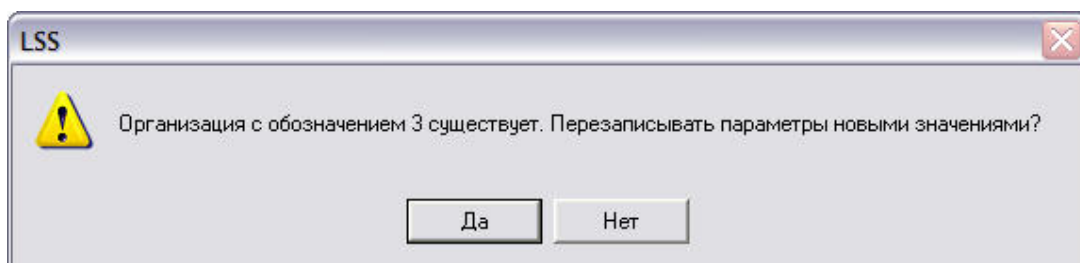 LSS
Организация с обозначением 3 существует. Перезаписывать параметры новыми значениями?
Да Нет